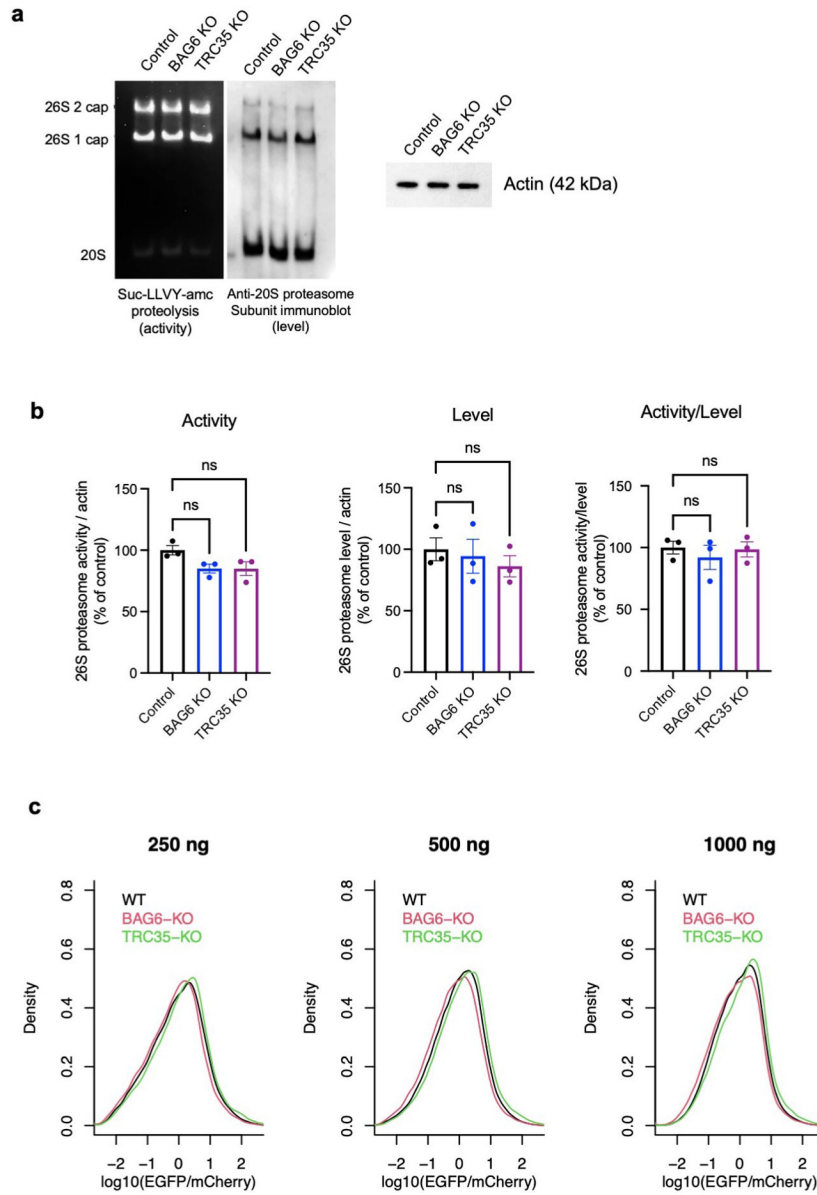 a
Control
BAG6 KO
TRC35 KO
Control
BAG6 KO
TRC35 KO
26S 2 cap
26S 1 cap
20S
Suc-LLVY-amc
proteolysis
(activity)
Anti-20S proteasome
Subunit immunoblot
(level)
Control
BAG6 KO
TRC35 KO
Actin (42 kDa)
b
Activity
26S proteasome activity / actin
(% of control)
150
100
50
0
ns
ns
Control
BAG6 KO
TRC35 KO
Level
26S proteasome level / actin
(% of control)
150
100
50
0
ns
ns
Control
BAG6 KO
TRC35 KO
Activity/Level
26S proteasome activity/level
(% of control)
150
100
50
0
ns
ns
Control
BAG6 KO
TRC35 KO
c
250 ng
WT
BAG6-KO
TRC35-KO
Density
0.8
0.6
0.4
0.2
0.0
−2 −1 0 1 2
log10(EGFP/mCherry)
500 ng
WT
BAG6-KO
TRC35-KO
Density
0.8
0.6
0.4
0.2
0.0
−2 −1 0 1 2
log10(EGFP/mCherry)
1000 ng
WT
BAG6-KO
TRC35-KO
Density
0.8
0.6
0.4
0.2
0.0
−2 −1 0 1 2
log10(EGFP/mCherry)